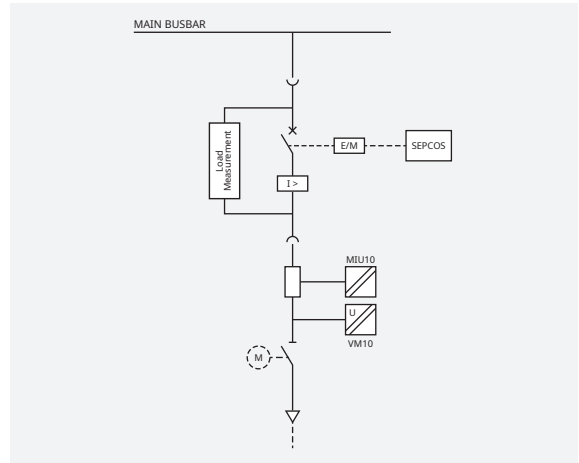 MAIN BUSBAR
Load
Measurement
E/M
SEPCOS
I >
MIU10
U
VM10
M